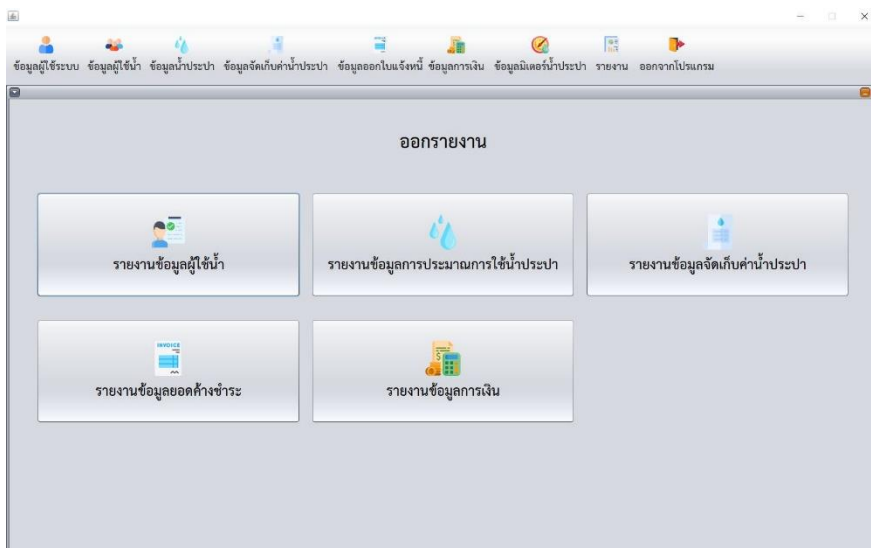 ข้อมูลผู้ใช้ระบบ ข้อมูลผู้ใช้น้ำ ข้อมูลน้ำประปา ข้อมูลจัดเก็บค่าน้ำประปา ข้อมูลออกใบแจ้งหนี้ ข้อมูลการเงิน ข้อมูลมิเตอร์น้ำประปา รายงาน ออกจากโปรแกรม
ออกรายงาน
รายงานข้อมูลผู้ใช้น้ำ รายงานข้อมูลการประมาณการใช้น้ำประปา รายงานข้อมูลจัดเก็บค่าน้ำประปา
INVOICE
รายงานข้อมูลยอดค้างชำระ รายงานข้อมูลการเงิน